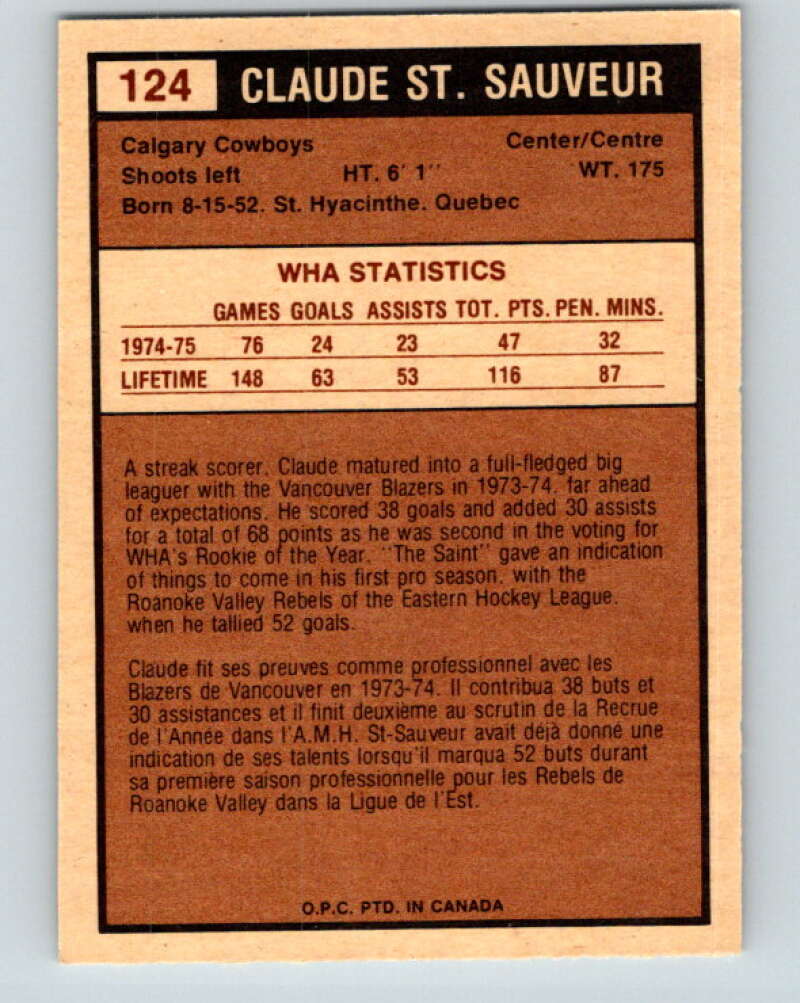 124 CLAUDE ST. SAUVEUR
Calgary Cowboys Center/Centre
Shoots left HT. 6' 1'' WT. 175
Born 8-15-52. St. Hyacinthe. Quebec
WHA STATISTICS
GAMES GOALS ASSISTS TOT. PTS. PEN. MINS.
1974-75 76 24 23 47 32
LIFETIME 148 63 53 116 87
A streak scorer, Claude matured into a full-fledged big
leaguer with the Vancouver Blazers in 1973-74, far ahead
of expectations. He scored 38 goals and added 30 assists
for a total of 68 points as he was second in the voting for
WHA's Rookie of the Year. "The Saint" gave an indication
of things to come in his first pro season, with the
Roanoke Valley Rebels of the Eastern Hockey League,
when he tallied 52 goals.
Claude fit ses preuves comme professionnel avec les
Blazers de Vancouver en 1973-74. Il contribua 38 buts et
30 assistances et il finit deuxième au scrutin de la Recrue
de l'Année dans l'A.M.H. St-Sauveur avait déjà donné une
indication de ses talents lorsqu'il marqua 52 buts durant
sa première saison professionnelle pour les Rebels de
Roanoke Valley dans la Ligue de l'Est.
O.P.C. PTD. IN CANADA